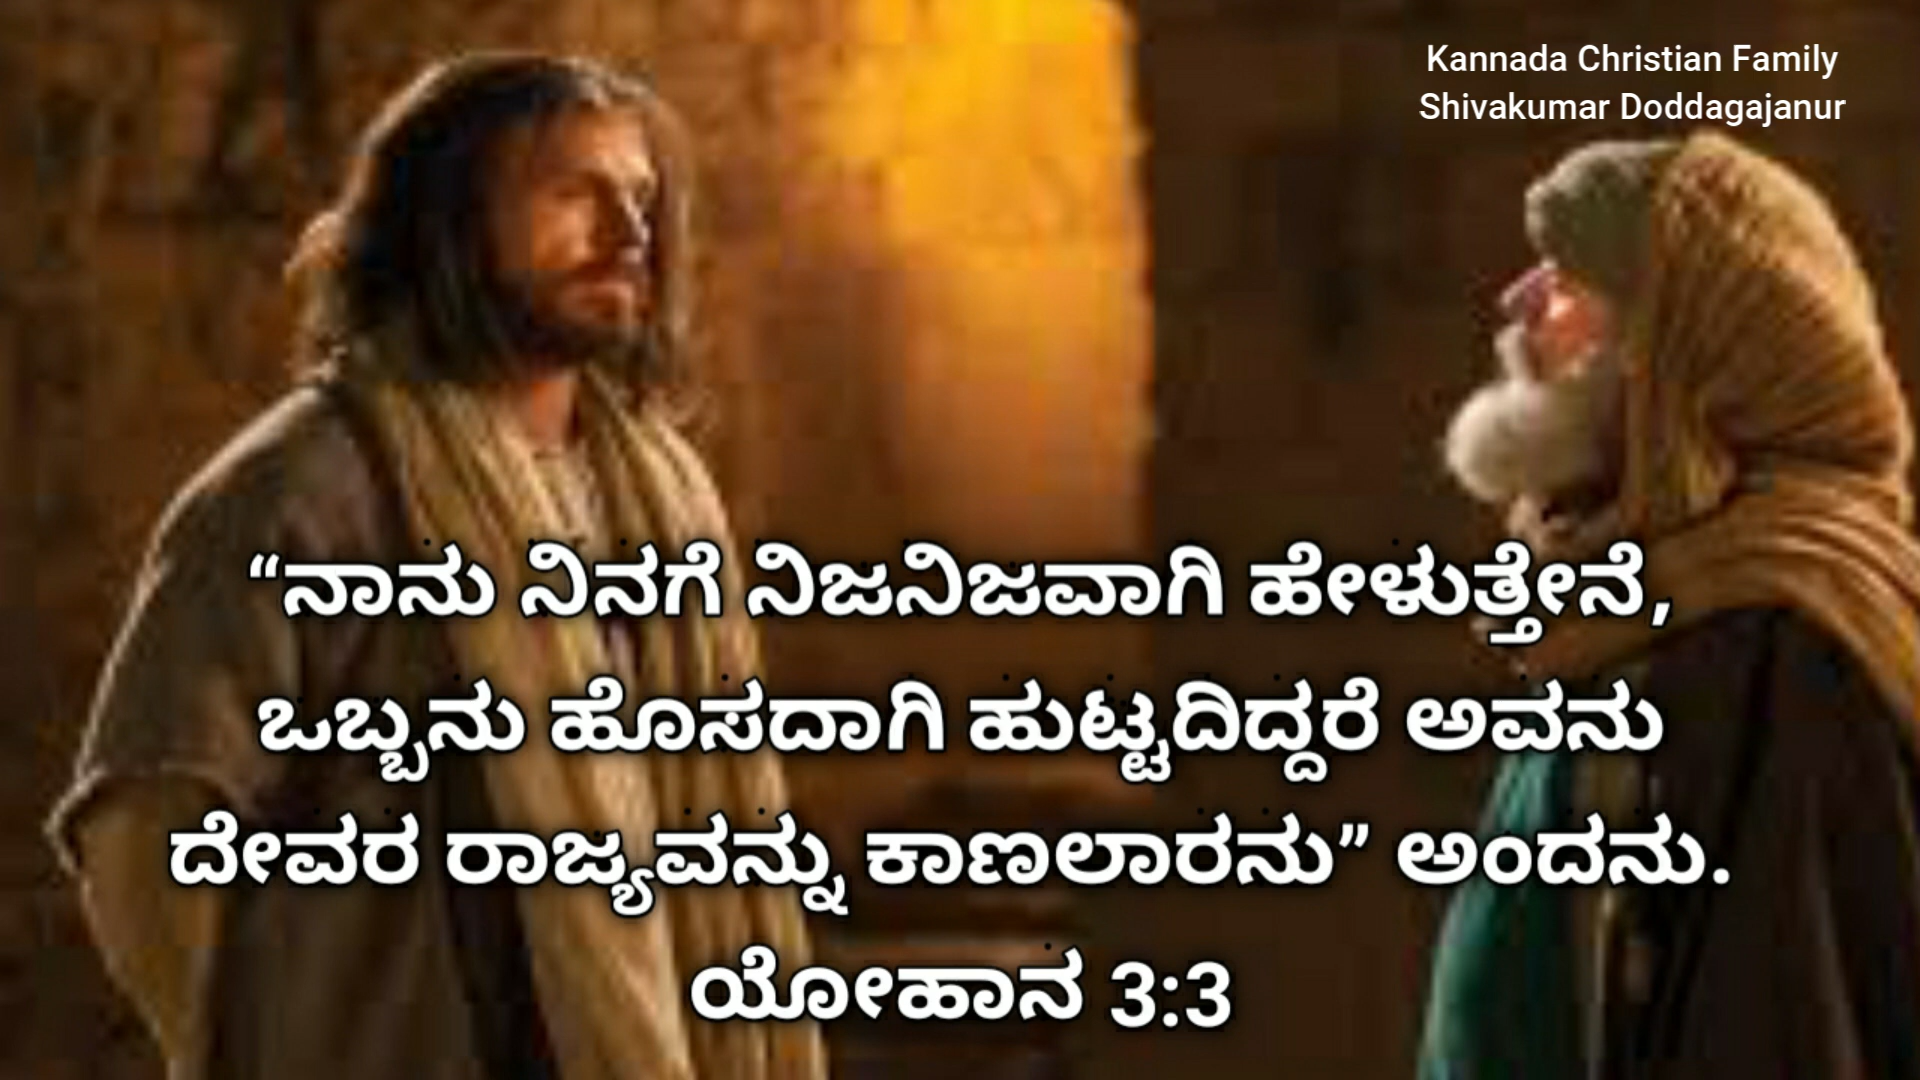 Kannada Christian Family
Shivakumar Doddagajanur
“ನಾನು ನಿನಗೆ ನಿಜನಿಜವಾಗಿ ಹೇಳುತ್ತೇನೆ,
ಒಬ್ಬನು ಹೊಸದಾಗಿ ಹುಟ್ಟದಿದ್ದರೆ ಅವನು
ದೇವರ ರಾಜ್ಯವನ್ನು ಕಾಣಲಾರನು” ಅಂದನು.
ಯೋಹಾನ 3:3